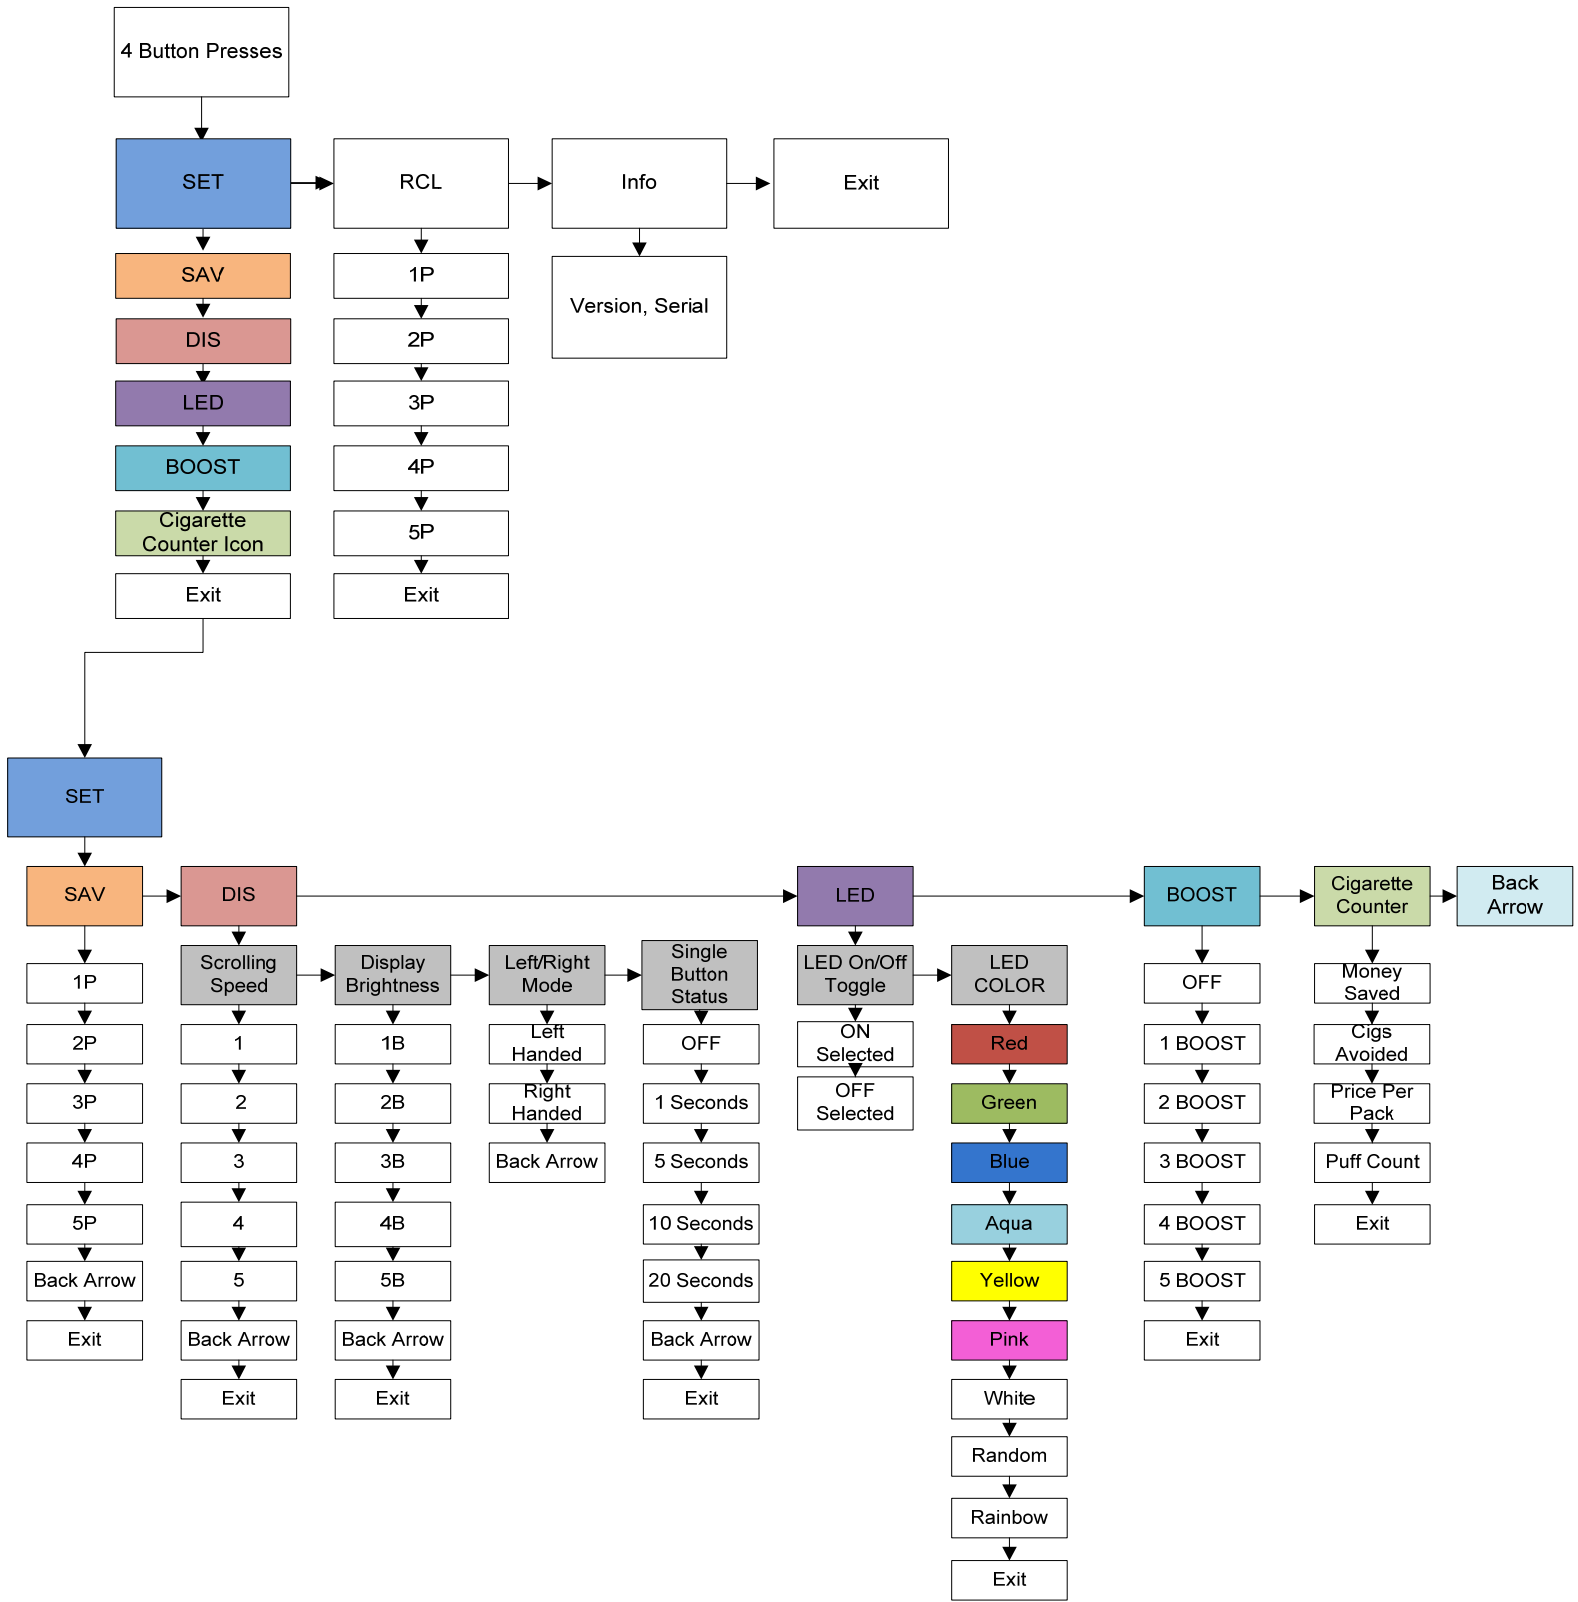 4 Button Presses
SET
RCL
Info
Exit
SAV
DIS
LED
BOOST
Cigarette
Counter Icon
Exit
1P
2P
3P
4P
5P
Exit
Version, Serial
SET
SAV
DIS
LED
BOOST
Cigarette
Counter
Back
Arrow
1P
2P
3P
4P
5P
Back Arrow
Exit
Scrolling
Speed
1
2
3
4
5
Back Arrow
Exit
Display
Brightness
1B
2B
3B
4B
5B
Back Arrow
Exit
Left/Right
Mode
Left
Handed
Right
Handed
Back Arrow
Single
Button
Status
OFF
1 Seconds
5 Seconds
10 Seconds
20 Seconds
Back Arrow
Exit
LED On/Off
Toggle
ON
Selected
OFF
Selected
LED
COLOR
Red
Green
Blue
Aqua
Yellow
Pink
White
Random
Rainbow
Exit
OFF
1 BOOST
2 BOOST
3 BOOST
4 BOOST
5 BOOST
Exit
Money
Saved
Cigs
Avoided
Price Per
Pack
Puff Count
Exit